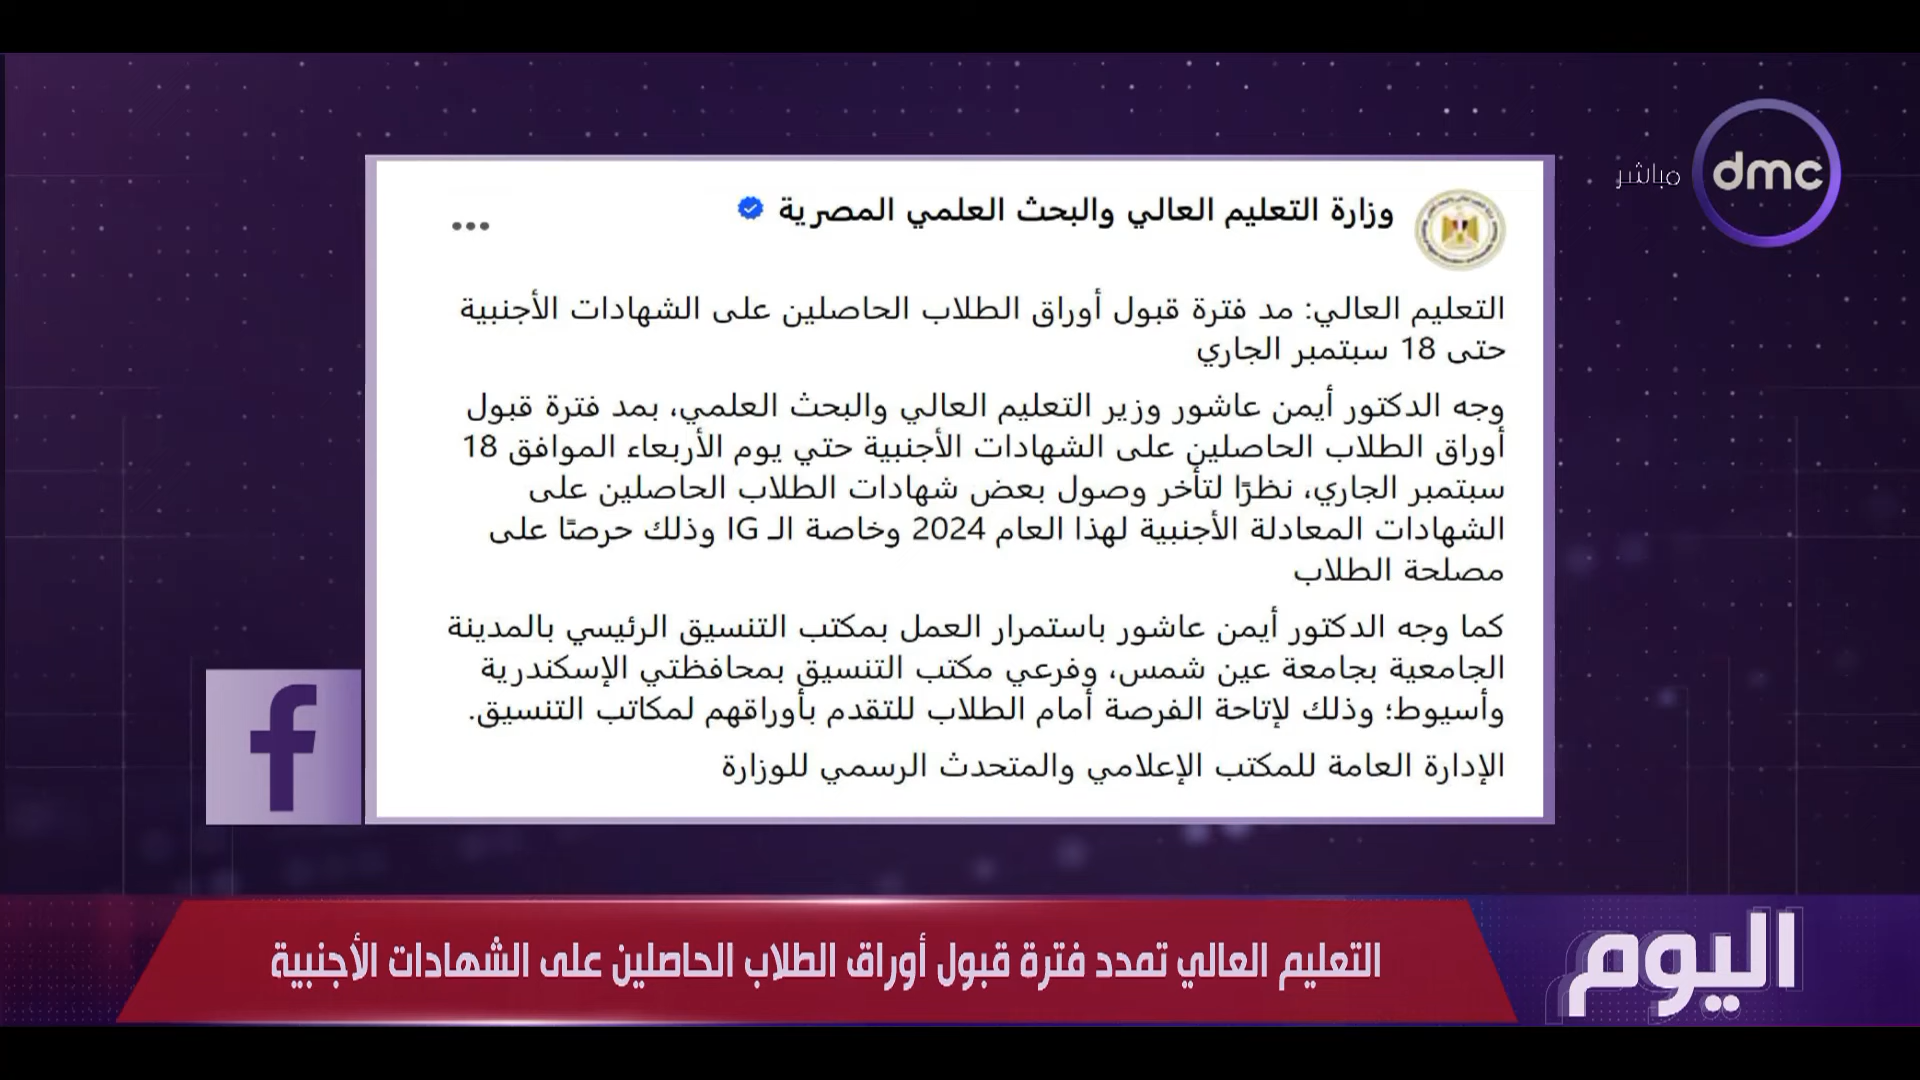 dmc
مباشر
وزارة التعليم العالي والبحث العلمي المصرية
التعليم العالي: مد فترة قبول أوراق الطلاب الحاصلين على الشهادات الأجنبية
حتى 18 سبتمبر الجاري
وجه الدكتور أيمن عاشور وزير التعليم العالي والبحث العلمي، بمد فترة قبول
أوراق الطلاب الحاصلين على الشهادات الأجنبية حتي يوم الأربعاء الموافق 18
سبتمبر الجاري، نظرًا لتأخر وصول بعض شهادات الطلاب الحاصلين على
الشهادات المعادلة الأجنبية لهذا العام 2024 وخاصة الـ IG وذلك حرصًا على
مصلحة الطلاب
كما وجه الدكتور أيمن عاشور باستمرار العمل بمكتب التنسيق الرئيسي بالمدينة
الجامعية بجامعة عين شمس، وفرعي مكتب التنسيق بمحافظتي الإسكندرية
وأسيوط؛ وذلك لإتاحة الفرصة أمام الطلاب للتقدم بأوراقهم لمكاتب التنسيق.
الإدارة العامة للمكتب الإعلامي والمتحدث الرسمي للوزارة
f
اليوم
التعليم العالي تمدد فترة قبول أوراق الطلاب الحاصلين على الشهادات الأجنبية